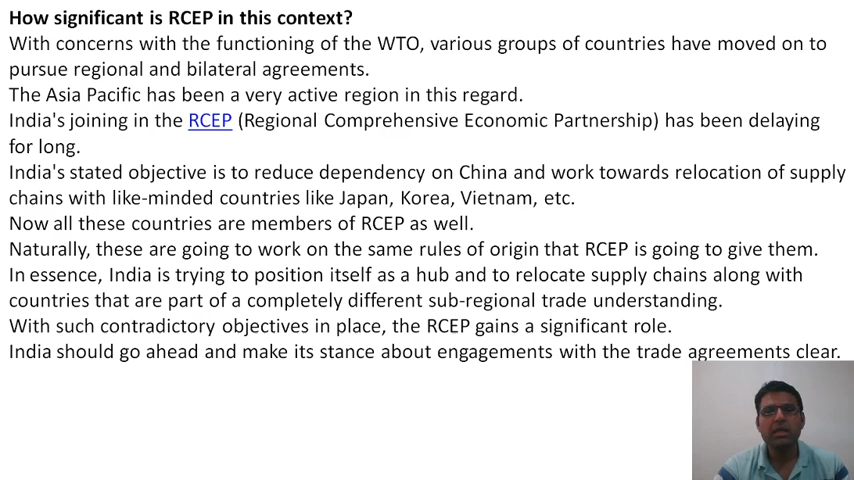 How significant is RCEP in this context?
With concerns with the functioning of the WTO, various groups of countries have moved on to
pursue regional and bilateral agreements.
The Asia Pacific has been a very active region in this regard.
India's joining in the RCEP (Regional Comprehensive Economic Partnership) has been delaying
for long.
India's stated objective is to reduce dependency on China and work towards relocation of supply
chains with like-minded countries like Japan, Korea, Vietnam, etc.
Now all these countries are members of RCEP as well.
Naturally, these are going to work on the same rules of origin that RCEP is going to give them.
In essence, India is trying to position itself as a hub and to relocate supply chains along with
countries that are part of a completely different sub-regional trade understanding.
With such contradictory objectives in place, the RCEP gains a significant role.
India should go ahead and make its stance about engagements with the trade agreements clear.